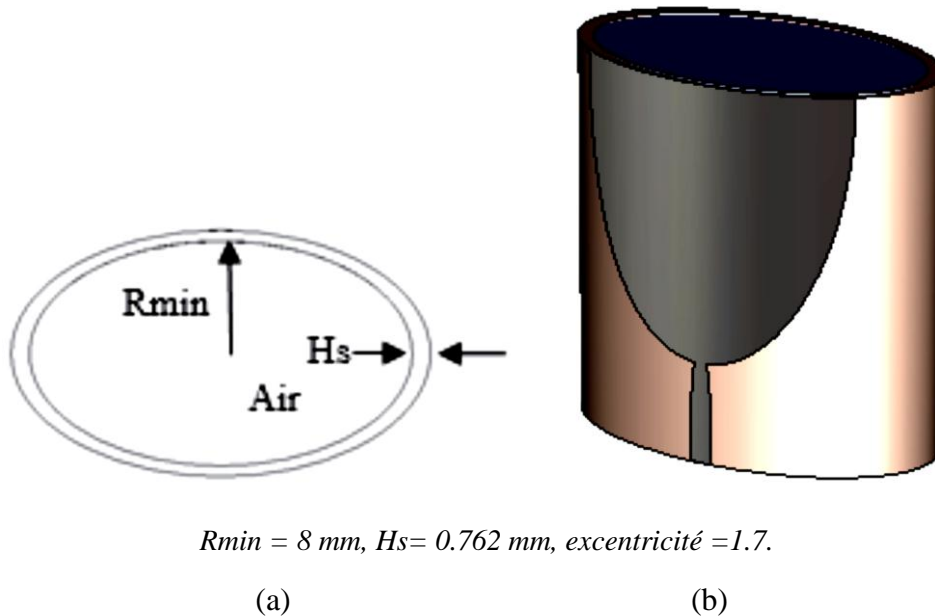 Rmin
Hs
Air
Rmin = 8 mm, Hs= 0.762 mm, excentricité =1.7.
(a) (b)